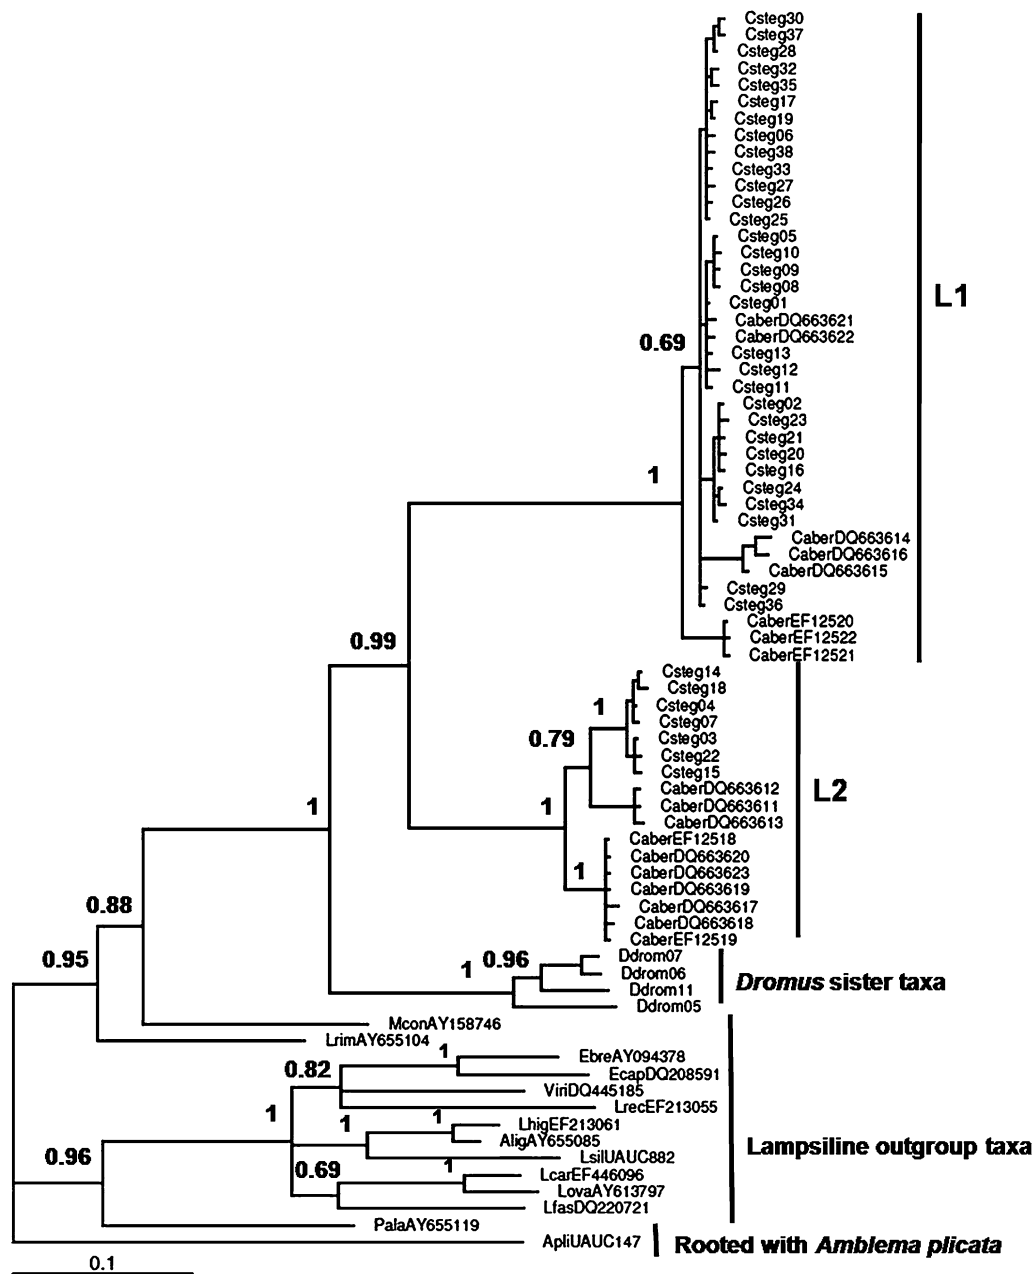 Csteg30
Csteg37
Csteg28
Csteg32
Csteg35
Csteg17
Csteg19
Csteg06
Csteg38
Csteg33
Csteg27
Csteg26
Csteg25
Csteg05
Csteg10
Csteg09
Csteg08
L1
Csteg01
CaberDQ663621
CaberDQ663622
0.69
Csteg13
Csteg12
Csteg11
Csteg02
Csteg23
Csteg21
Csteg20
Csteg16
1
Csteg24
Csteg34
Csteg31
CaberDQ663614
CaberDQ663616
CaberDQ663615
Csteg29
Csteg36
CaberEF12520
CaberEF12522
0.99
CaberEF12521
Csteg14
Csteg18
1
Csteg04
Csteg07
0.79
Csteg03
Csteg22
Csteg15
CaberDQ663612
L2
1
1
CaberDQ663611
CaberDQ663613
CaberEF12518
CaberDQ663620
1
CaberDQ663623
CaberDQ663619
0.88
CaberDQ663617
CaberDQ663618
CaberEF12519
0.95
1
0.96
Ddrom07
Ddrom06
Dromus sister taxa
Ddrom11
Ddrom05
MconAY158746
LrimAY655104
1
EbreAY094378
0.82
EcapDQ208591
ViriDQ445185
1
LrecEF213055
1
1
LhigEF213061
AligAY655085
Lampsiline outgroup taxa
0.96
LsilUAUC882
0.69
1
LcarEF446096
LovaAY613797
LfasDQ220721
PalaAY655119
ApliUAUC147
Rooted with Amblema plicata
0.1